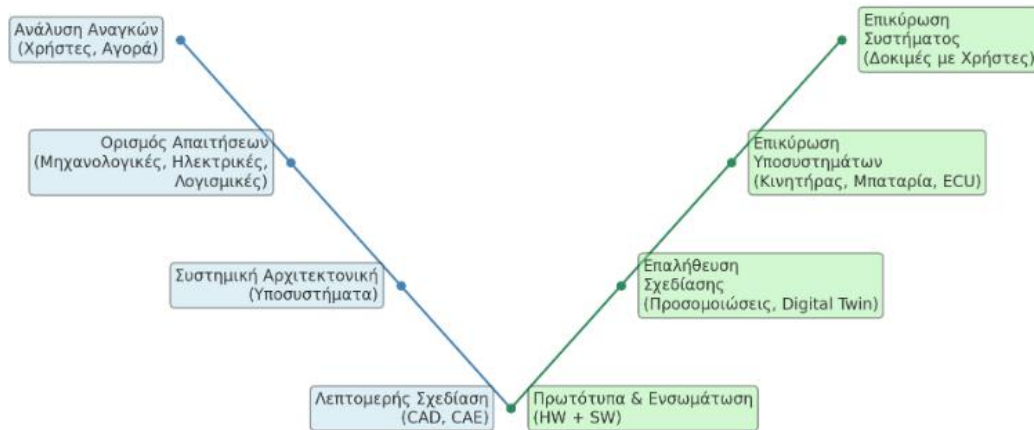 Ανάλυση Αναγκών
(Χρήστες, Αγορά)
Ορισμός Απαιτήσεων
(Μηχανολογικές, Ηλεκτρικές,
Λογισμικές)
Συστημική Αρχιτεκτονική
(Υποσυστήματα)
Λεπτομερής Σχεδίαση
(CAD, CAE)
Πρωτότυπα & Ενσωμάτωση
(HW + SW)
Επαλήθευση
Σχεδίασης
(Προσομοιώσεις, Digital Twin)
Επικύρωση
Υποσυστημάτων
(Κινητήρας, Μπαταρία, ECU)
Επικύρωση
Συστήματος
(Δοκιμές με Χρήστες)